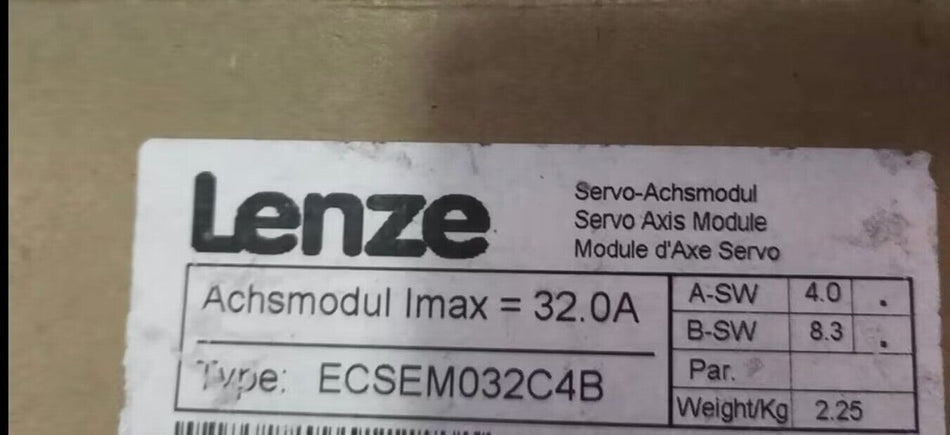 Lenze
Servo-Achsmodul
Servo Axis Module
Module d'Axe Servo
Achsmodul Imax = 32.0A
Type: ECSEM032C4B
A-SW 4.0 .
B-SW 8.3 .
Par.
Weight/Kg 2.25